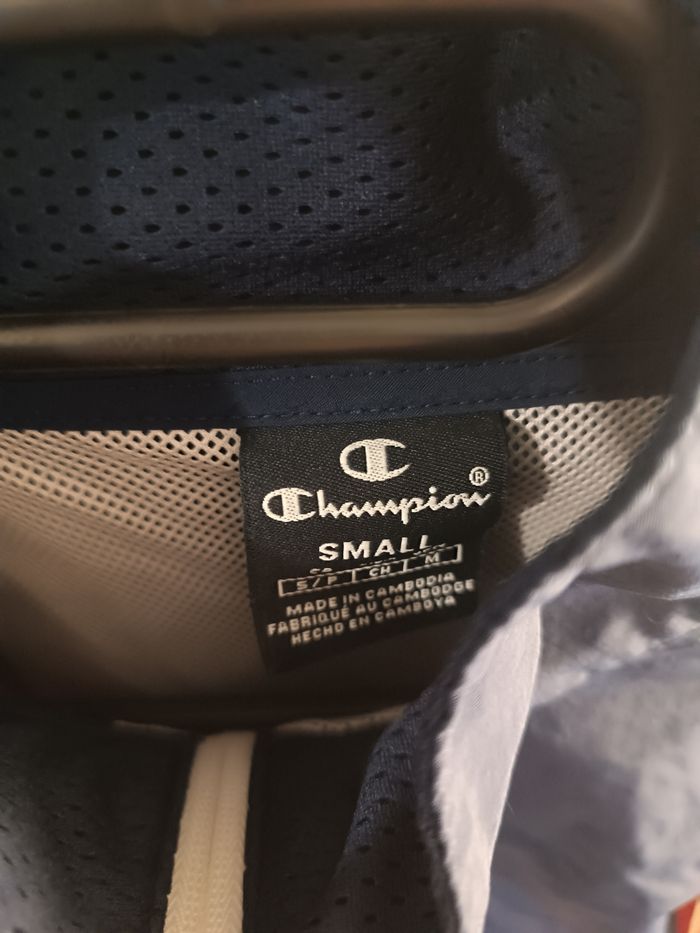 Champion®
SMALL
S/P CH M
MADE IN CAMBODIA
FABRIQUÉ AU CAMBODGE
HECHO EN CAMBOYA